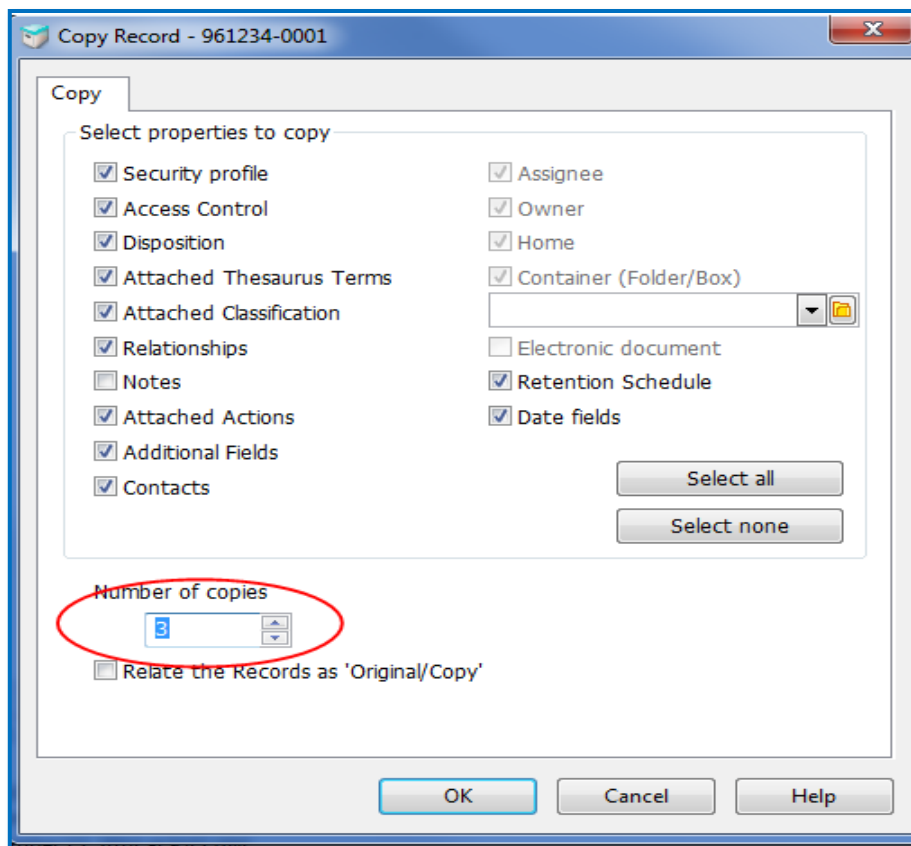 Copy Record - 961234-0001
Copy
Select properties to copy
Security profile
Access Control
Disposition
Attached Thesaurus Terms
Attached Classification
Relationships
Notes
Attached Actions
Additional Fields
Contacts
Assignee
Owner
Home
Container (Folder/Box)
Electronic document
Retention Schedule
Date fields
Select all
Select none
Number of copies
3
Relate the Records as 'Original/Copy'
OK
Cancel
Help